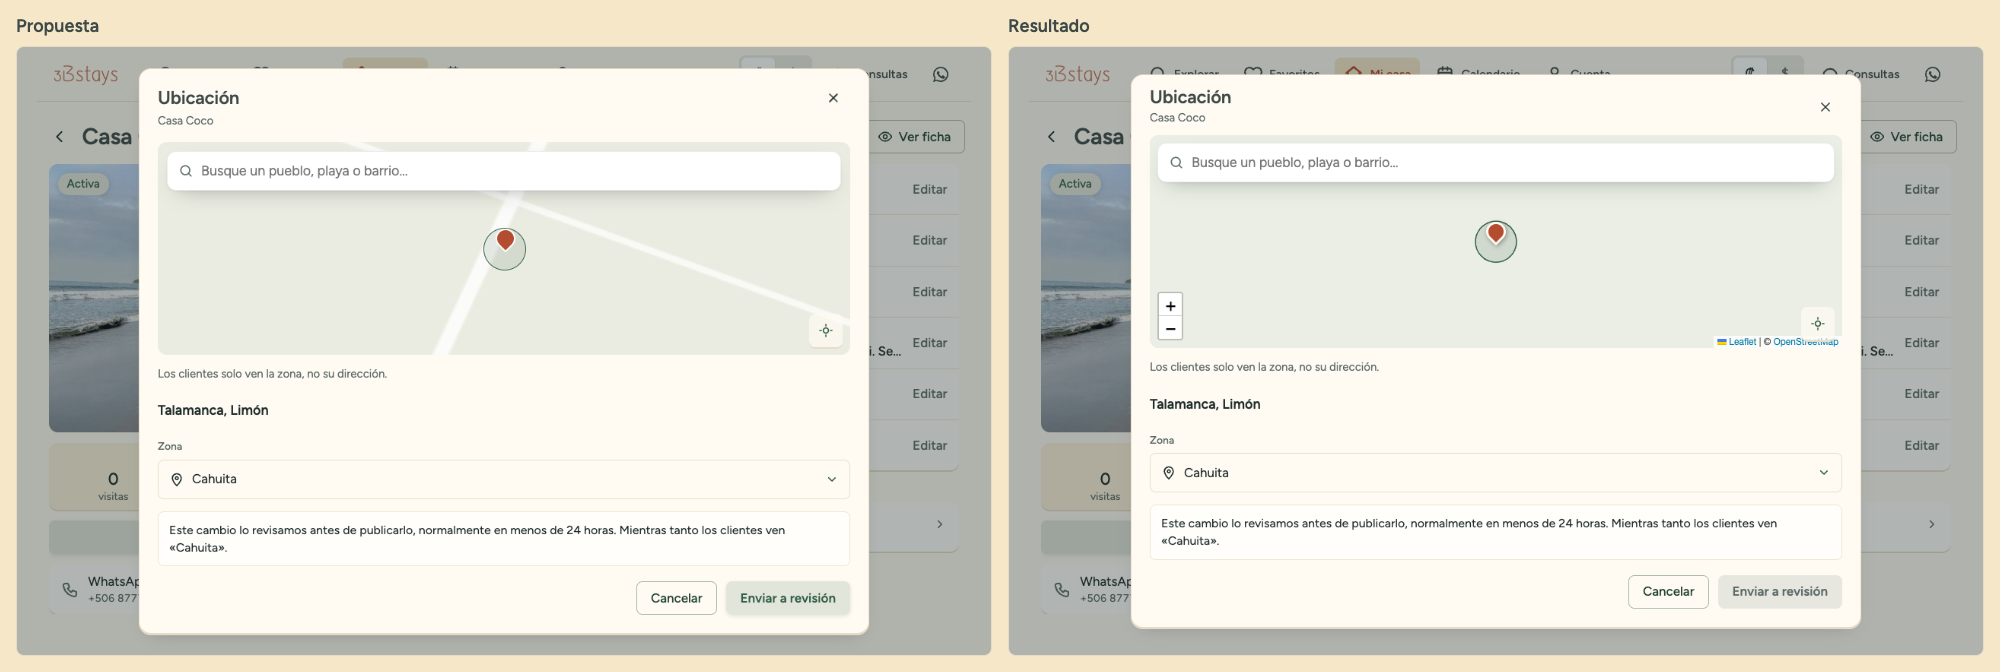 Propuesta
3Bstays
nsultas
Casa
Ver ficha
Activa
Ubicación
Casa Coco
Busque un pueblo, playa o barrio...
Los clientes solo ven la zona, no su dirección.
Talamanca, Limón
Zona
Cahuita
Este cambio lo revisamos antes de publicarlo, normalmente en menos de 24 horas. Mientras tanto los clientes ven
«Cahuita».
Cancelar
Enviar a revisión
Editar
Editar
Editar
Editar
i. Se...
Editar
Editar
0
visitas
WhatsAp
+506 877
Resultado
3Bstays
Explorar
Favoritos
Mi casa
Calendario
Cuenta
₡
$
Consultas
Casa
Ver ficha
Activa
Ubicación
Casa Coco
Busque un pueblo, playa o barrio...
+
−
Leaflet | © OpenStreetMap
Los clientes solo ven la zona, no su dirección.
Talamanca, Limón
Zona
Cahuita
Este cambio lo revisamos antes de publicarlo, normalmente en menos de 24 horas. Mientras tanto los clientes ven
«Cahuita».
Cancelar
Enviar a revisión
Editar
Editar
Editar
Editar
i. Se...
Editar
Editar
0
visitas
WhatsAp
+506 877